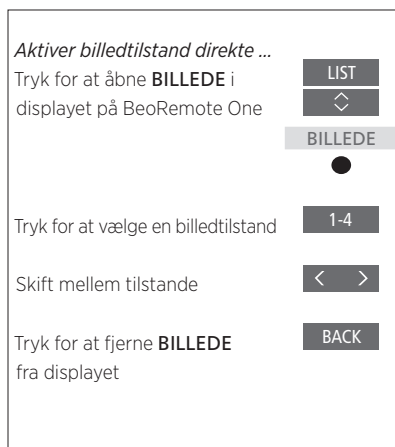 Aktiver billedtilstand direkte ...
Tryk for at åbne BILLEDE i
displayet på BeoRemote One
LIST
BILLEDE
Tryk for at vælge en billedtilstand
1-4
Skift mellem tilstande
< >
Tryk for at fjerne BILLEDE
fra displayet
BACK